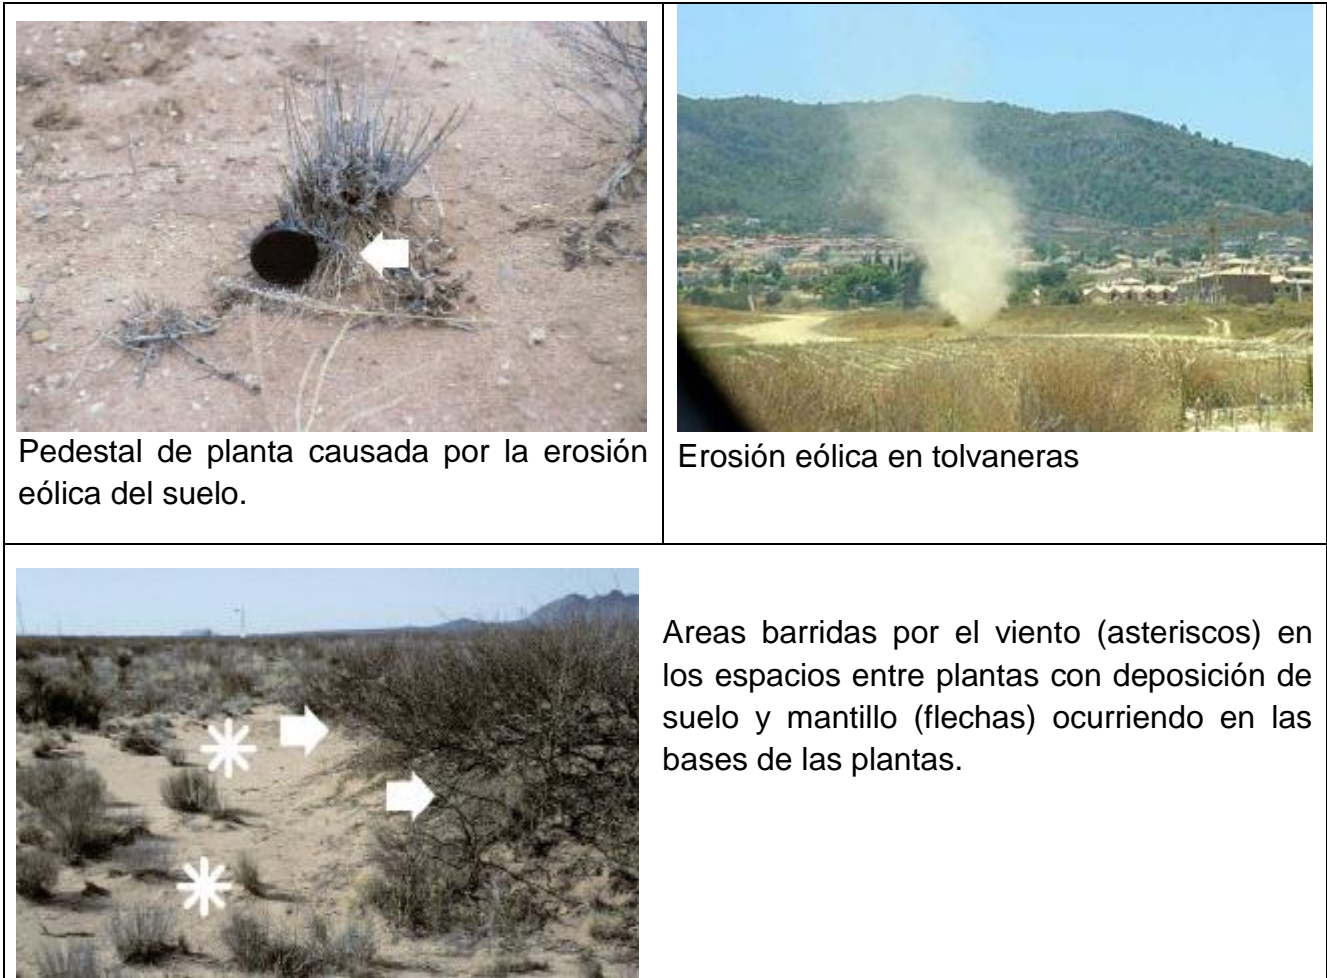 Pedestal de planta causada por la erosión
eólica del suelo.
Erosión eólica en tolvaneras
Areas barridas por el viento (asteriscos) en
los espacios entre plantas con deposición de
suelo y mantillo (flechas) ocurriendo en las
bases de las plantas.